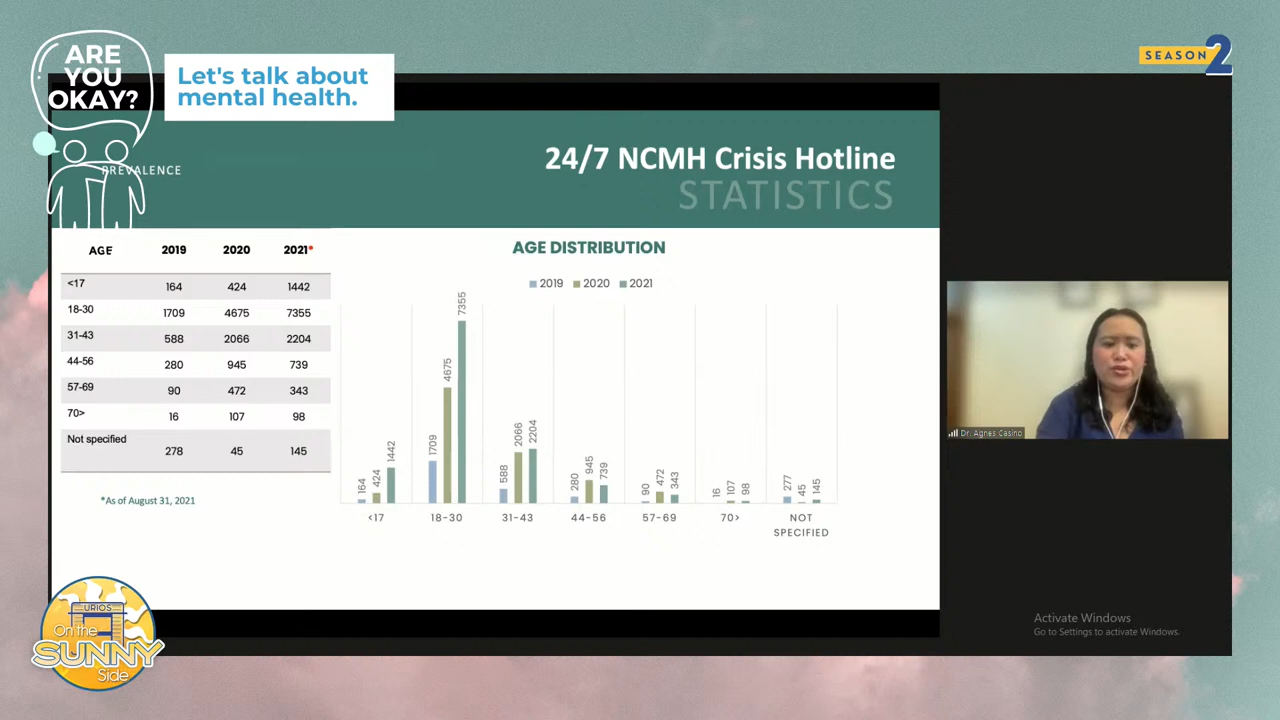 ARE
YOU
OKAY?
Let's talk about
mental health.
SEASON 2
PREVALENCE
24/7 NCMH Crisis Hotline
STATISTICS
AGE 2019 2020 2021*
<17 164 424 1442
18-30 1709 4675 7355
31-43 588 2066 2204
44-56 280 945 739
57-69 90 472 343
70> 16 107 98
Not specified 278 45 145
*As of August 31, 2021
AGE DISTRIBUTION
2019 2020 2021
164 424 1442
1709 4675 7355
588 2066 2204
280 945 739
90 472 343
16 107 98
277 45 145
<17 18-30 31-43 44-56 57-69 70> NOT
SPECIFIED
Dr. Agnes Casino
Activate Windows
Go to Settings to activate Windows.
URIOS
On the
SUNNY
Side